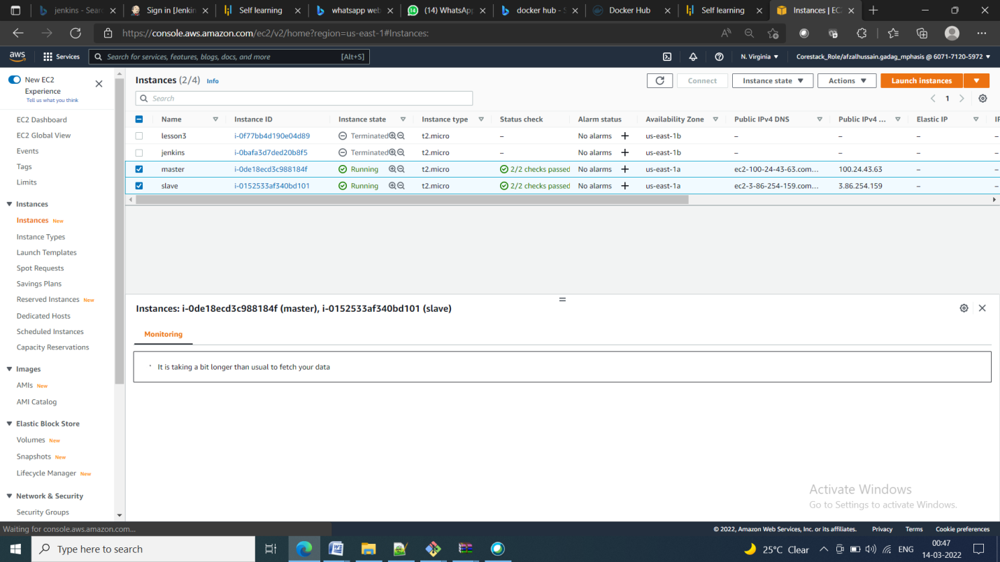 jenkins - Sear
Sign in [Jenkin
Self learning
whatsapp web
(14) WhatsApp
docker hub - S
Docker Hub
Self learning
Instances | EC
https://console.aws.amazon.com/ec2/v2/home?region=us-east-1#Instances:
aws
Services
Search for services, features, blogs, docs, and more
[Alt+S]
N. Virginia
Corestack_Role/afzalhussain.gadag_mphasis @ 6071-7120-5972
New EC2
Experience
Tell us what you think
EC2 Dashboard
EC2 Global View
Events
Tags
Limits
Instances
Instances New
Instance Types
Launch Templates
Spot Requests
Savings Plans
Reserved Instances New
Dedicated Hosts
Scheduled Instances
Capacity Reservations
Images
AMIs New
AMI Catalog
Elastic Block Store
Volumes New
Snapshots New
Lifecycle Manager New
Network & Security
Security Groups
Instances (2/4) Info
Connect
Instance state
Actions
Launch instances
Search
1
Name Instance ID Instance state Instance type Status check Alarm status Availability Zone Public IPv4 DNS Public IPv4 ... Elastic IP
lesson3 i-0f77bb4d190e04d89 Terminated t2.micro – No alarms + us-east-1b – – – –
jenkins i-0bafa3d7ded20b8f5 Terminated t2.micro – No alarms + us-east-1b – – – –
master i-0de18ecd3c988184f Running t2.micro 2/2 checks passed No alarms + us-east-1a ec2-100-24-43-63.com... 100.24.43.63 – –
slave i-0152533af340bd101 Running t2.micro 2/2 checks passed No alarms + us-east-1a ec2-3-86-254-159.com... 3.86.254.159 – –
Instances: i-0de18ecd3c988184f (master), i-0152533af340bd101 (slave)
Monitoring
It is taking a bit longer than usual to fetch your data
Activate Windows
Go to Settings to activate Windows.
Waiting for console.aws.amazon.com...
© 2022, Amazon Web Services, Inc. or its affiliates. Privacy Terms Cookie preferences
Type here to search
25°C Clear
ENG
00:47
14-03-2022